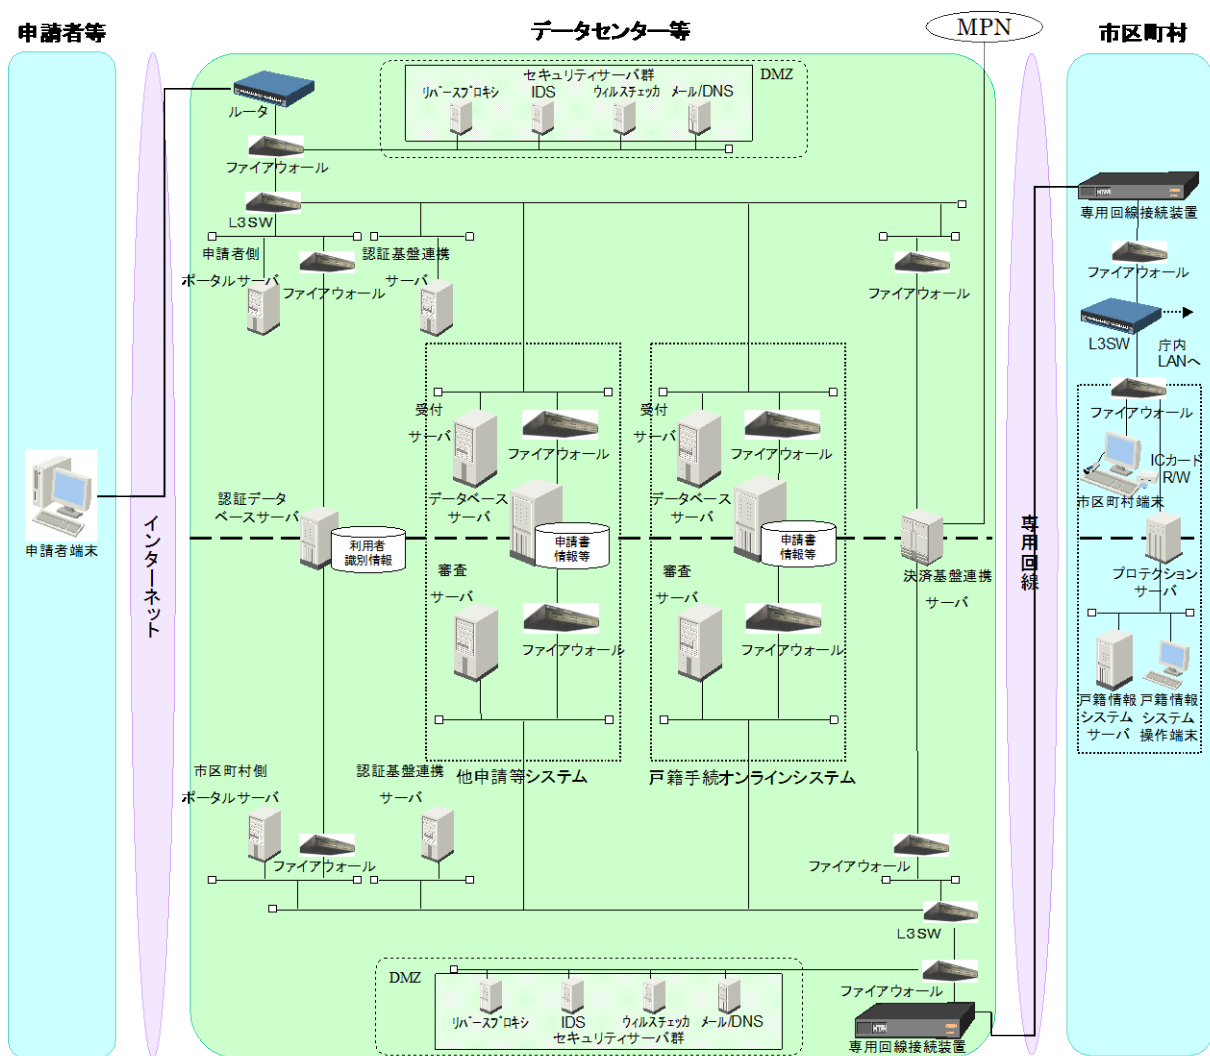 申請者等
データセンター等
MPN
市区町村
DMZ
セキュリティサーバ群
リバースプロキシ
IDS
ウィルスチェッカ
メール/DNS
ルータ
ファイアウォール
L3SW
申請者側
ポータルサーバ
ファイアウォール
認証基盤連携
サーバ
ファイアウォール
専用回線接続装置
ファイアウォール
L3SW
庁内
LANへ
ファイアウォール
ICカード
R/W
市区町村端末
プロテクション
サーバ
戸籍情報
システム
サーバ
戸籍情報
システム
操作端末
受付
サーバ
ファイアウォール
データベース
サーバ
申請書
情報等
審査
サーバ
ファイアウォール
他申請等システム
受付
サーバ
ファイアウォール
データベース
サーバ
申請書
情報等
審査
サーバ
ファイアウォール
戸籍手続オンラインシステム
認証データ
ベースサーバ
利用者
識別情報
決済基盤連携
サーバ
申請者端末
インターネット
専用回線
市区町村側
ポータルサーバ
ファイアウォール
認証基盤連携
サーバ
ファイアウォール
L3SW
ファイアウォール
DMZ
リバースプロキシ
IDS
ウィルスチェッカ
メール/DNS
セキュリティサーバ群
専用回線接続装置